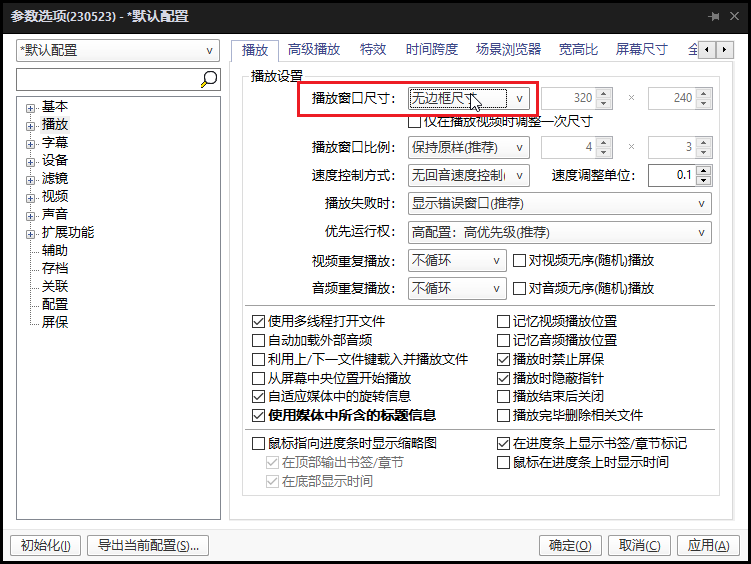 参数选项(230523) - *默认配置
*默认配置
播放 高级播放 特效 时间跨度 场景浏览器 宽高比 屏幕尺寸
基本
播放
字幕
设备
滤镜
视频
声音
扩展功能
辅助
存档
关联
配置
屏保
播放设置
播放窗口尺寸： 无边框尺寸 320 × 240
仅在播放视频时调整一次尺寸
播放窗口比例： 保持原样(推荐) 4 × 3
速度控制方式： 无回音速度控制( 速度调整单位： 0.1
播放失败时： 显示错误窗口(推荐)
优先运行权： 高配置：高优先级(推荐)
视频重复播放： 不循环 对视频无序(随机)播放
音频重复播放： 不循环 对音频无序(随机)播放
使用多线程打开文件 记忆视频播放位置
自动加载外部音频 记忆音频播放位置
利用上/下一文件键载入并播放文件 播放时禁止屏保
从屏幕中央位置开始播放 播放时隐蔽指针
自适应媒体中的旋转信息 播放结束后关闭
使用媒体中所含的标题信息 播放完毕删除相关文件
鼠标指向进度条时显示缩略图 在进度条上显示书签/章节标记
在顶部输出书签/章节 鼠标在进度条上时显示时间
在底部显示时间
初始化(I) 导出当前配置(S)... 确定(O) 取消(C) 应用(A)